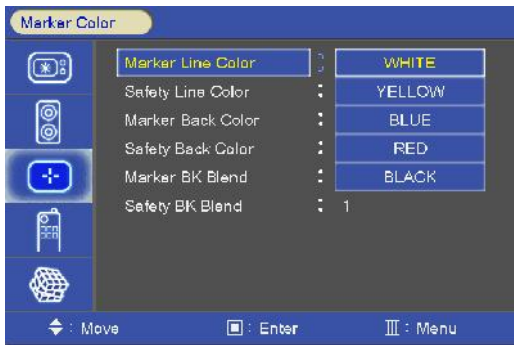 Marker Color
Marker Line Color : WHITE
Safety Line Color : YELLOW
Marker Back Color : BLUE
Safety Back Color : RED
Marker BK Blend : BLACK
Safety BK Blend : 1
: Move : Enter : Menu